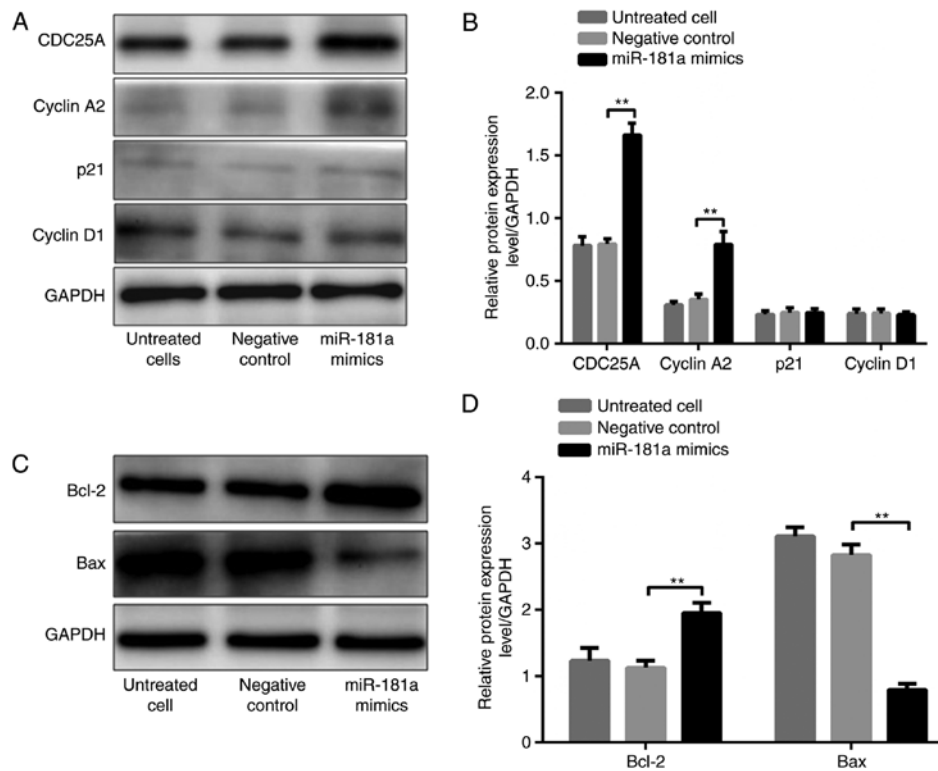 A
CDC25A
Cyclin A2
p21
Cyclin D1
GAPDH
Untreated
cells
Negative
control
miR-181a
mimics
B
Untreated cell
Negative control
miR-181a mimics
Relative protein expression
level/GAPDH
2.0
1.5
1.0
0.5
0.0
**
**
CDC25A
Cyclin A2
p21
Cyclin D1
C
Bcl-2
Bax
GAPDH
Untreated
cell
Negative
control
miR-181a
mimics
D
Untreated cell
Negative control
miR-181a mimics
Relative protein expression
level/GAPDH
4
3
2
1
0
**
**
Bcl-2
Bax